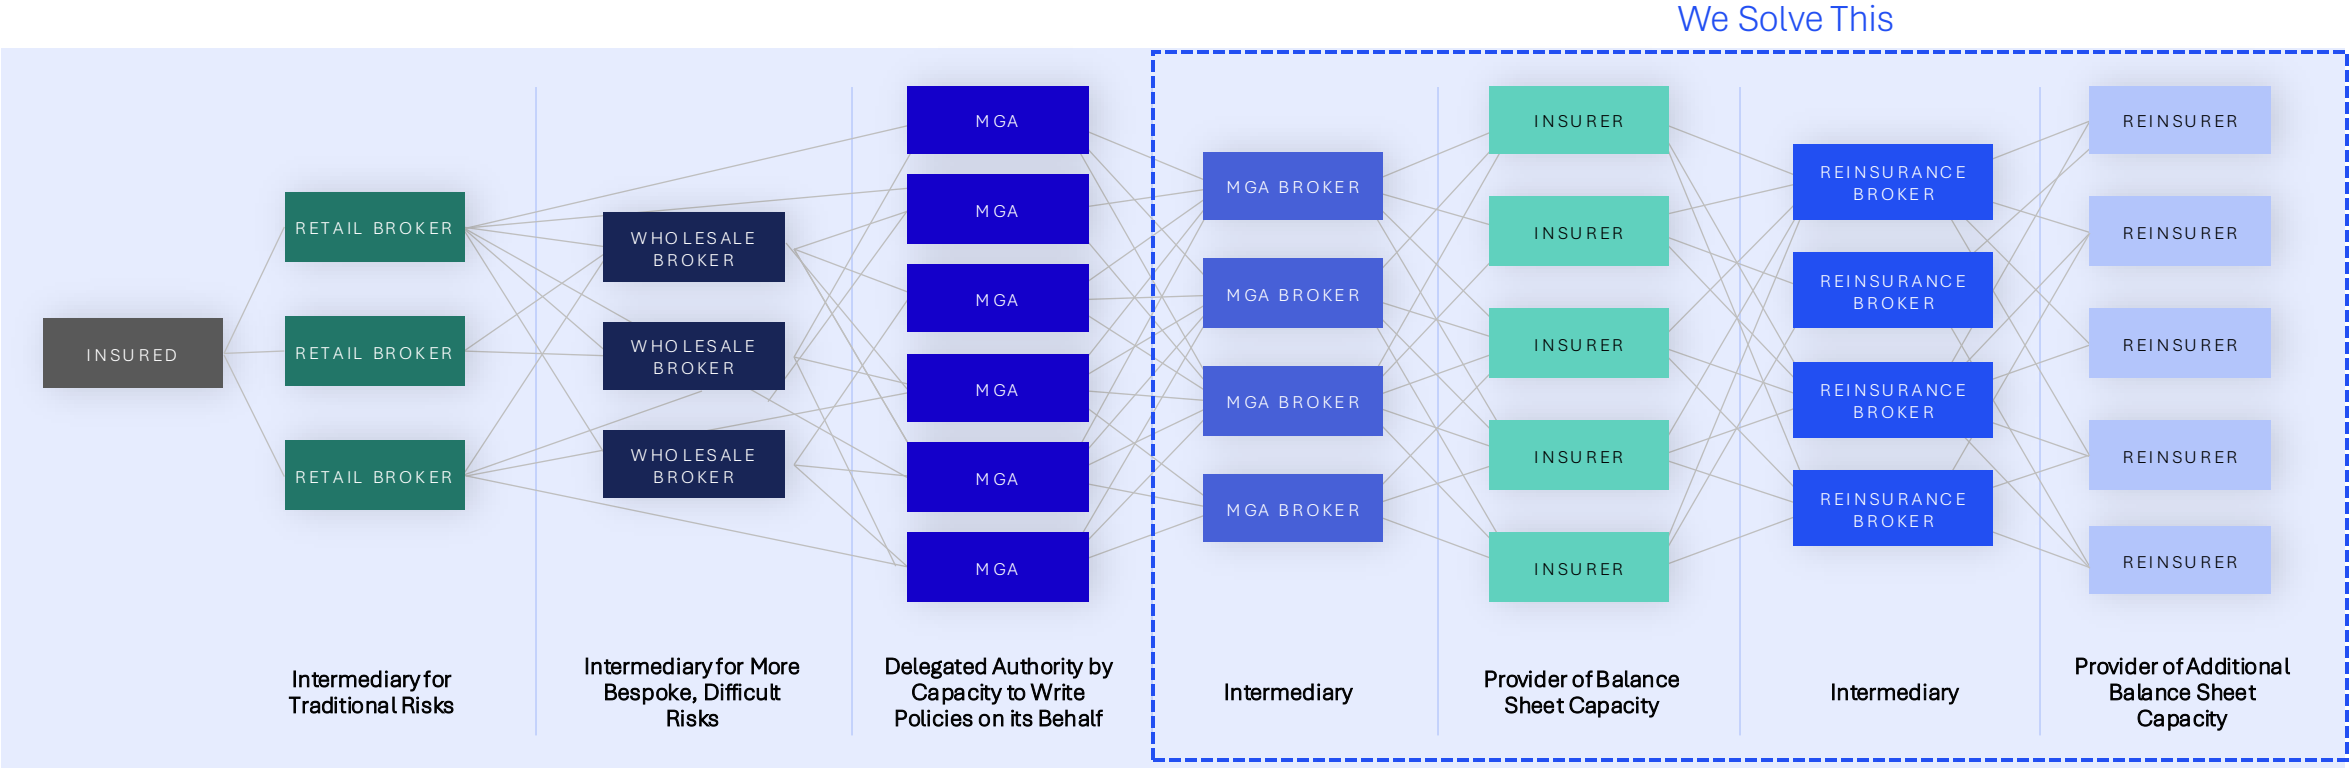 We Solve This
INSURED
RETAIL BROKER
RETAIL BROKER
RETAIL BROKER
WHOLESALE
BROKER
WHOLESALE
BROKER
WHOLESALE
BROKER
MGA
MGA
MGA
MGA
MGA
MGA
MGA BROKER
MGA BROKER
MGA BROKER
MGA BROKER
INSURER
INSURER
INSURER
INSURER
INSURER
REINSURANCE
BROKER
REINSURANCE
BROKER
REINSURANCE
BROKER
REINSURANCE
BROKER
REINSURER
REINSURER
REINSURER
REINSURER
REINSURER
Intermediary for
Traditional Risks
Intermediary for More
Bespoke, Difficult
Risks
Delegated Authority by
Capacity to Write
Policies on its Behalf
Intermediary
Provider of Balance
Sheet Capacity
Intermediary
Provider of Additional
Balance Sheet
Capacity